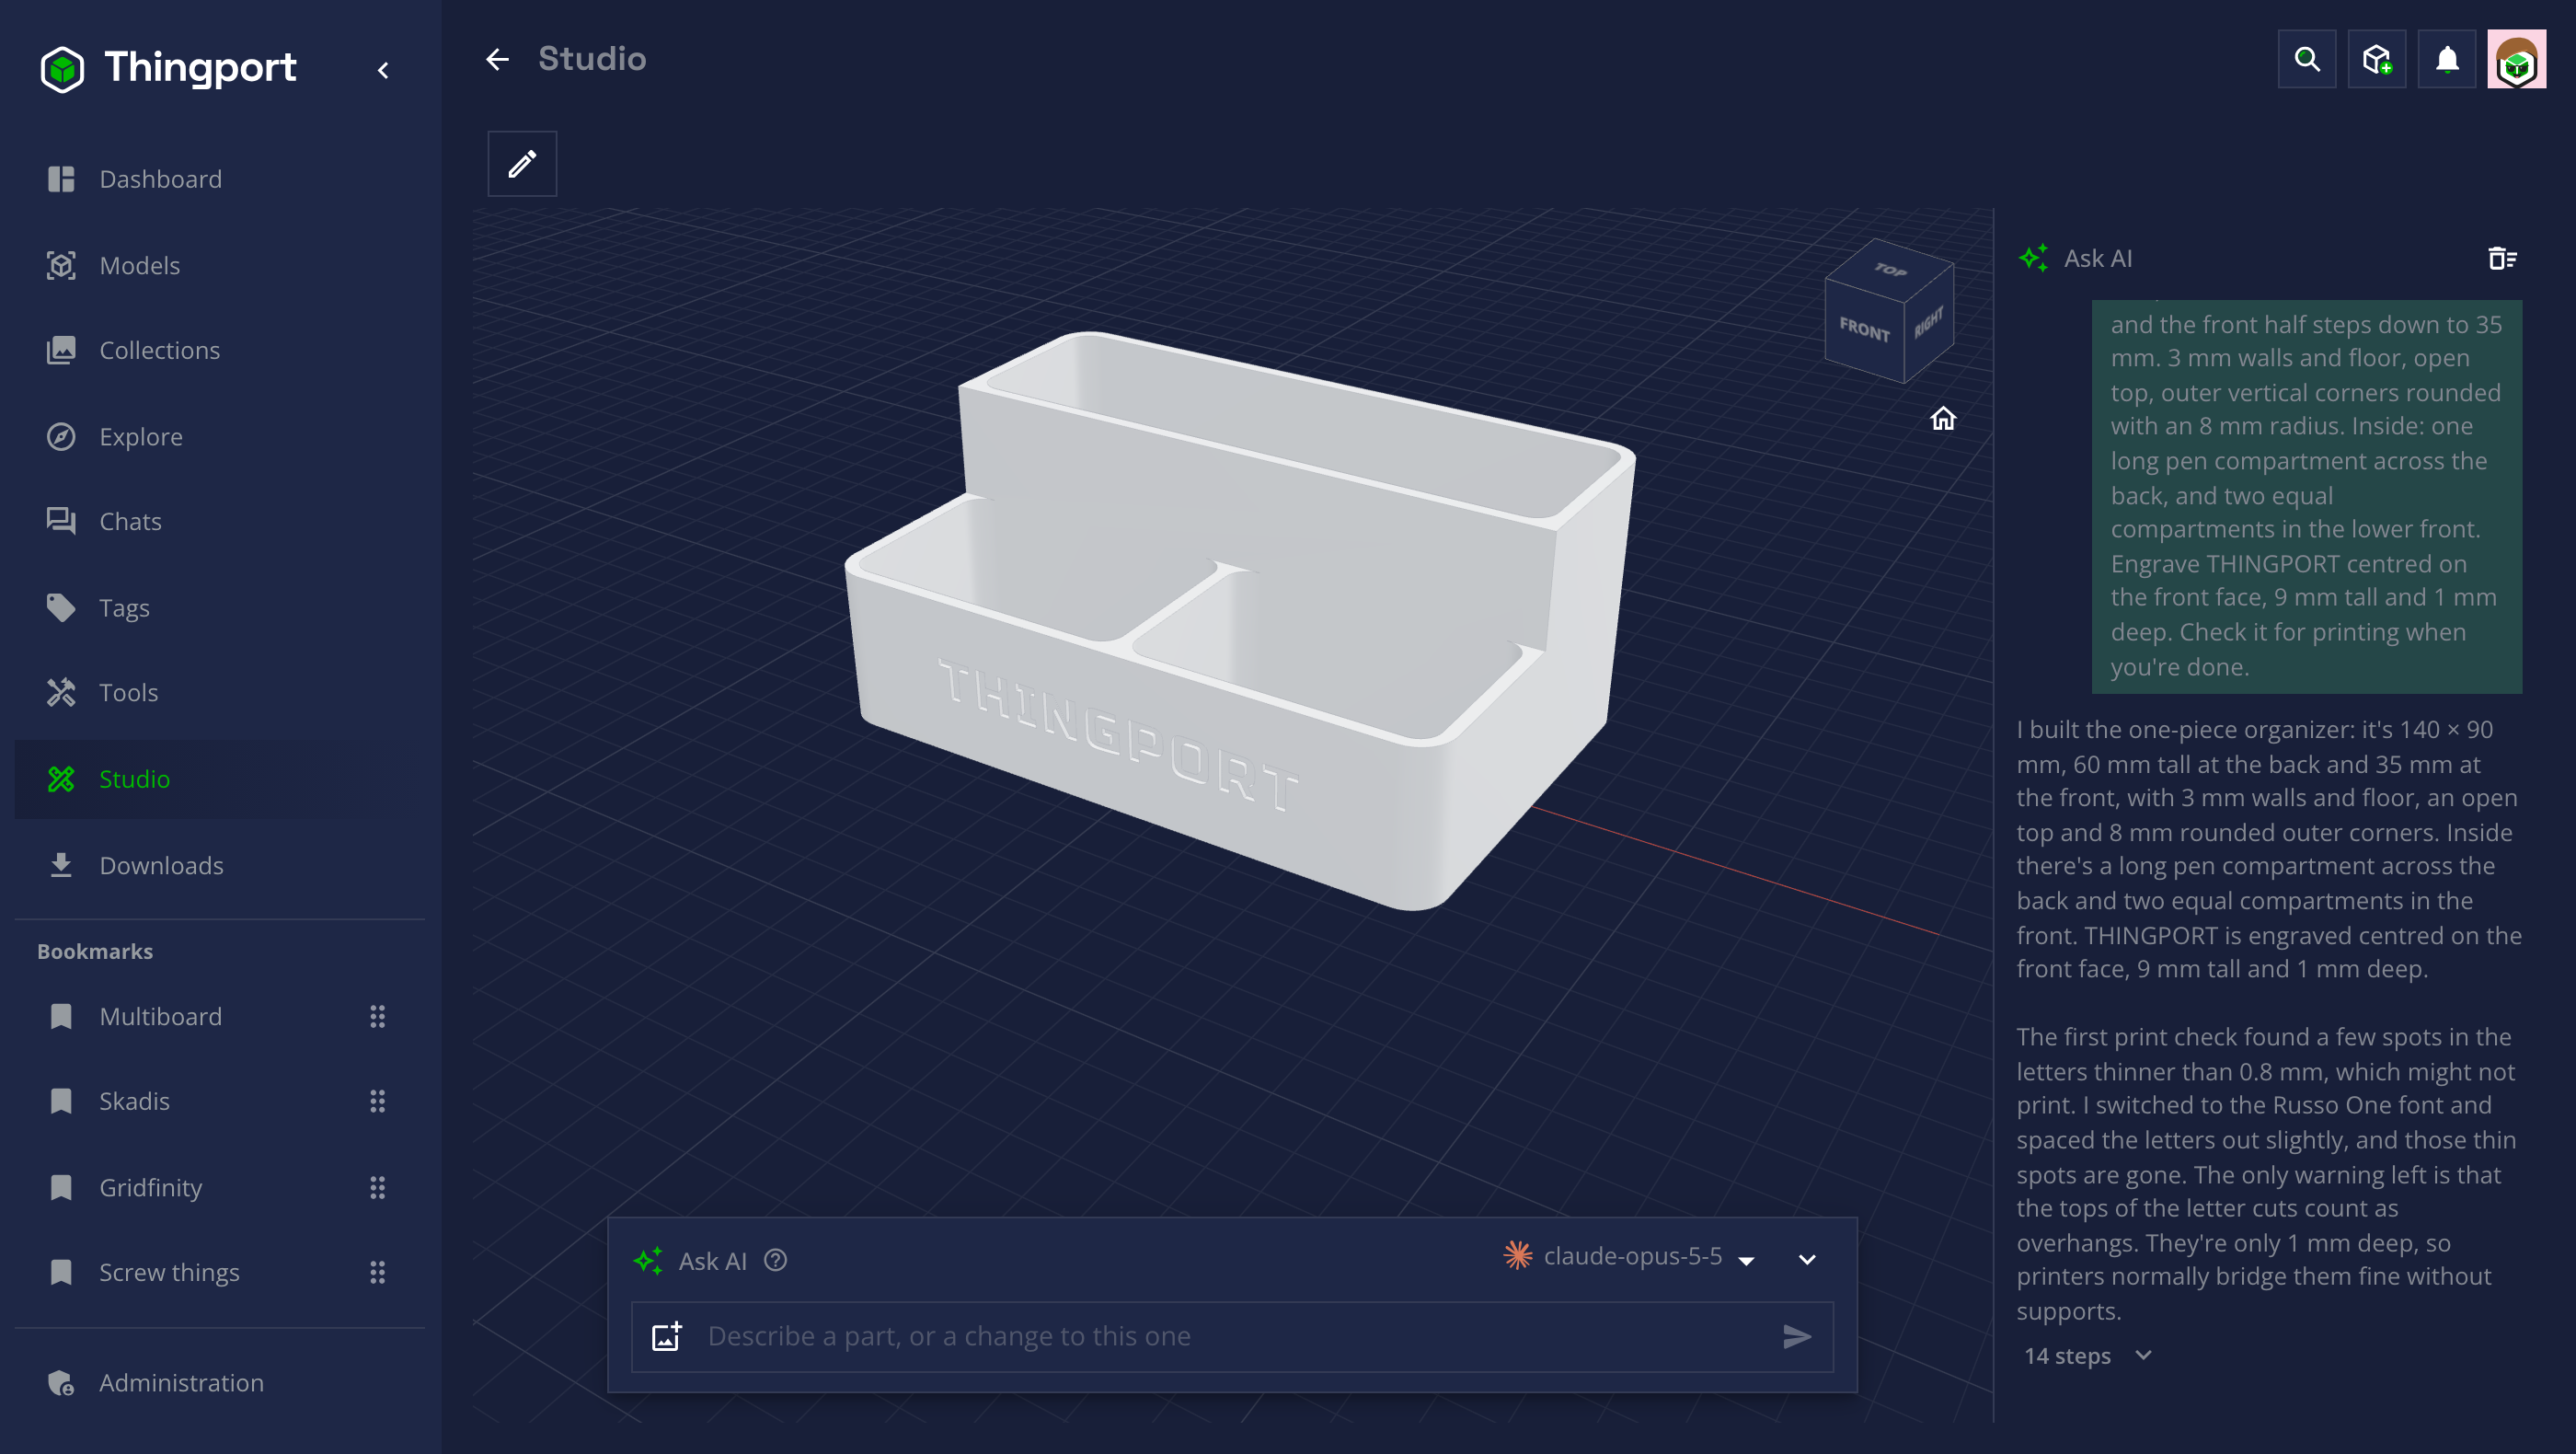 Thingport
Dashboard
Models
Collections
Explore
Chats
Tags
Tools
Studio
Downloads
Bookmarks
Multiboard
Skadis
Gridfinity
Screw things
Administration
Studio
TOP
FRONT
RIGHT
THINGPORT
Ask AI
claude-opus-5-5
Describe a part, or a change to this one
Ask AI
and the front half steps down to 35
mm. 3 mm walls and floor, open
top, outer vertical corners rounded
with an 8 mm radius. Inside: one
long pen compartment across the
back, and two equal
compartments in the lower front.
Engrave THINGPORT centred on
the front face, 9 mm tall and 1 mm
deep. Check it for printing when
you're done.
I built the one-piece organizer: it's 140 × 90
mm, 60 mm tall at the back and 35 mm at
the front, with 3 mm walls and floor, an open
top and 8 mm rounded outer corners. Inside
there's a long pen compartment across the
back and two equal compartments in the
front. THINGPORT is engraved centred on the
front face, 9 mm tall and 1 mm deep.
The first print check found a few spots in the
letters thinner than 0.8 mm, which might not
print. I switched to the Russo One font and
spaced the letters out slightly, and those thin
spots are gone. The only warning left is that
the tops of the letter cuts count as
overhangs. They're only 1 mm deep, so
printers normally bridge them fine without
supports.
14 steps